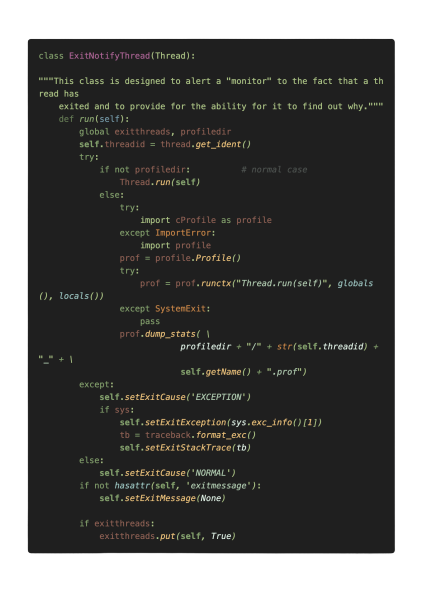 class ExitNotifyThread(Thread):

"""This class is designed to alert a "monitor" to the fact that a th
read has
    exited and to provide for the ability for it to find out why."""
    def run(self):
        global exitthreads, profiledir
        self.threadid = thread.get_ident()
        try:
            if not profiledir:          # normal case
                Thread.run(self)
            else:
                try:
                    import cProfile as profile
                except ImportError:
                    import profile
                prof = profile.Profile()
                try:
                    prof = prof.runctx("Thread.run(self)", globals
(), locals())
                except SystemExit:
                    pass
                prof.dump_stats( \
                            profiledir + "/" + str(self.threadid) +
"_" + \
                            self.getName() + ".prof")
        except:
            self.setExitCause('EXCEPTION')
            if sys:
                self.setExitException(sys.exc_info()[1])
                tb = traceback.format_exc()
                self.setExitStackTrace(tb)
        else:
            self.setExitCause('NORMAL')
        if not hasattr(self, 'exitmessage'):
            self.setExitMessage(None)

        if exitthreads:
            exitthreads.put(self, True)